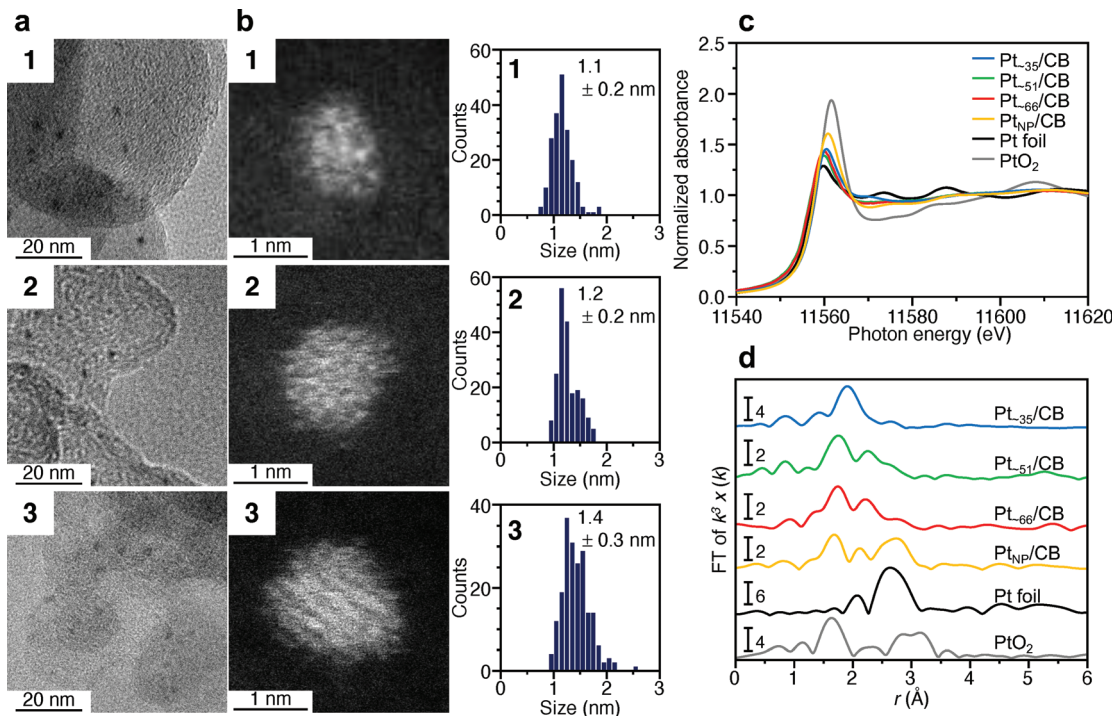 a
1
20 nm
2
20 nm
3
20 nm
b
1
1 nm
2
1 nm
3
1 nm
60
40
20
0
Counts
1
1.1
± 0.2 nm
0 1 2 3
Size (nm)
60
40
20
0
Counts
2
1.2
± 0.2 nm
0 1 2 3
Size (nm)
40
20
0
Counts
3
1.4
± 0.3 nm
0 1 2 3
Size (nm)
c
2.5
2.0
1.5
1.0
0.5
0.0
Normalized absorbance
Pt~35/CB
Pt~51/CB
Pt~66/CB
PtNP/CB
Pt foil
PtO2
11540 11560 11580 11600 11620
Photon energy (eV)
d
FT of k³ x (k)
4
Pt~35/CB
2
Pt~51/CB
2
Pt~66/CB
2
PtNP/CB
6
Pt foil
4
PtO2
0 1 2 3 4 5 6
r (Å)